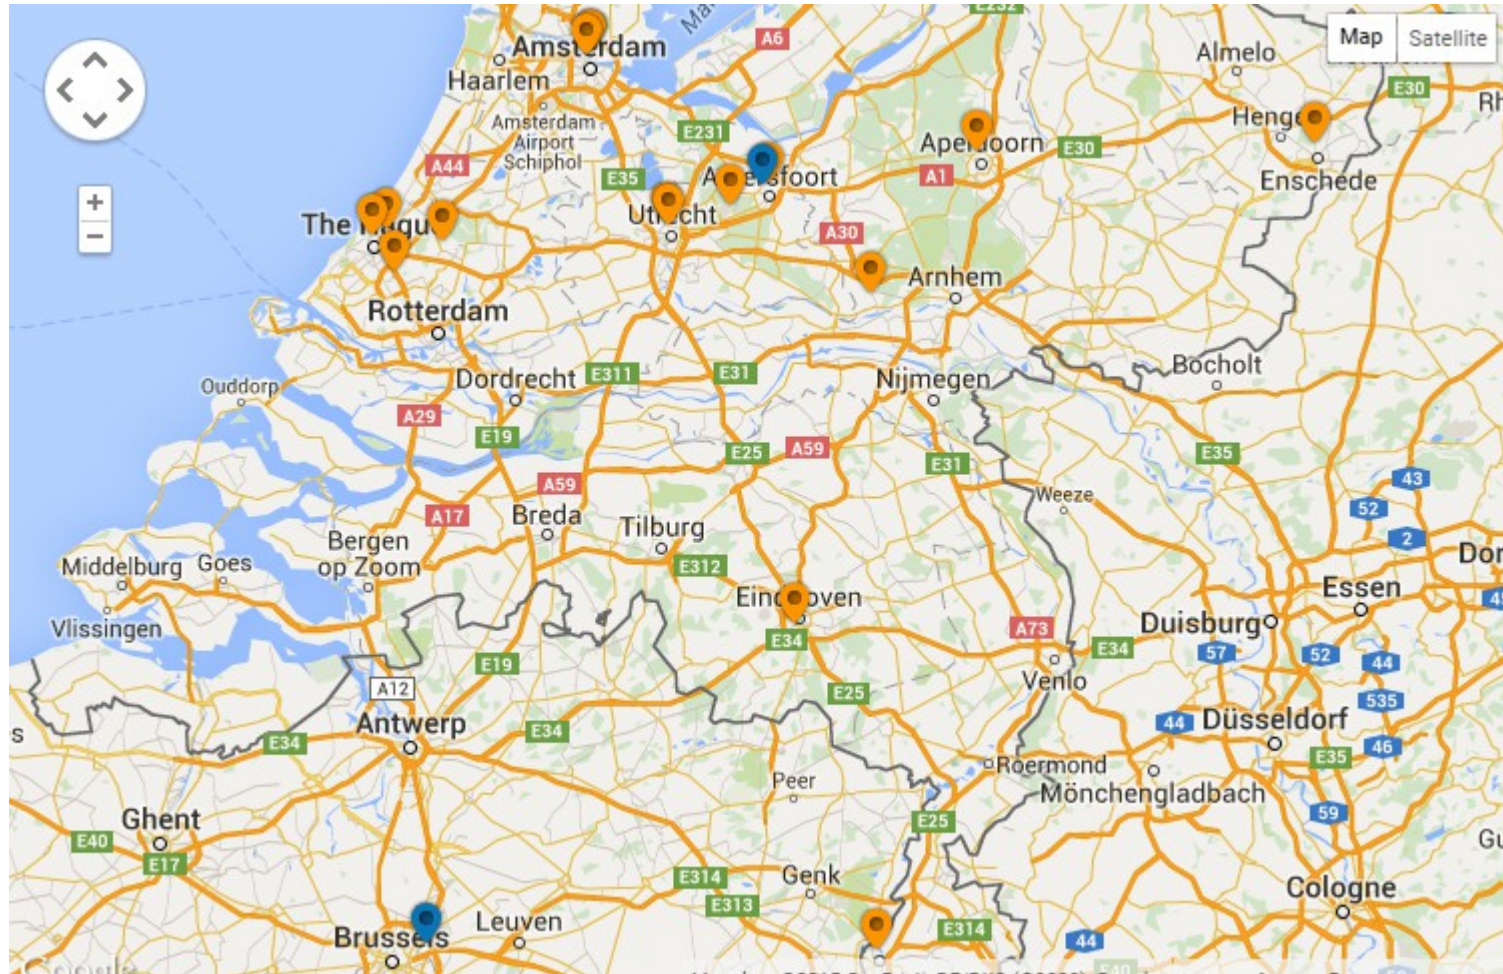 E232
Map
Satellite
A6
Amsterdam
Almelo
Haarlem
E30
Amsterdam
Airport
Schiphol
E231
Apeldoorn
E30
A44
E35
A1
Enschede
The Hague
Utrecht
A30
Arnhem
Rotterdam
Ouddorp
Dordrecht
E311
E31
Nijmegen
Bocholt
A29
E19
E25
A59
E31
E35
43
A59
Weeze
52
A17
Breda
Tilburg
2
Bergen
op Zoom
Middelburg
Goes
E312
Essen
Eindhoven
Vlissingen
E34
A73
Duisburg
E34
57
52
44
E19
A12
E25
Venlo
535
Antwerp
E34
44
Düsseldorf
E34
E35
46
Peer
Roermond
Mönchengladbach
Ghent
E25
59
E40
E17
E314
Genk
Cologne
E313
Brussels
Leuven
E314
44
Google